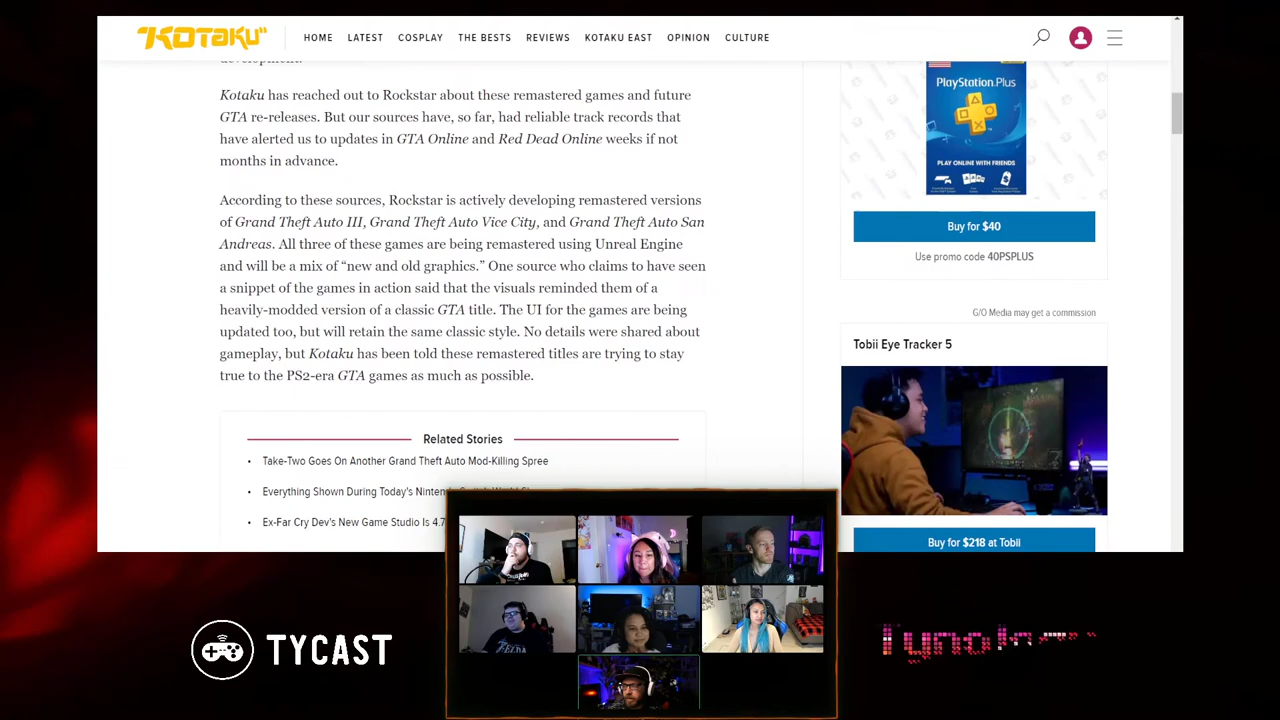 KOTAKU
HOME LATEST COSPLAY THE BESTS REVIEWS KOTAKU EAST OPINION CULTURE
development.
Kotaku has reached out to Rockstar about these remastered games and future
GTA re-releases. But our sources have, so far, had reliable track records that
have alerted us to updates in GTA Online and Red Dead Online weeks if not
months in advance.
According to these sources, Rockstar is actively developing remastered versions
of Grand Theft Auto III, Grand Theft Auto Vice City, and Grand Theft Auto San
Andreas. All three of these games are being remastered using Unreal Engine
and will be a mix of “new and old graphics.” One source who claims to have seen
a snippet of the games in action said that the visuals reminded them of a
heavily-modded version of a classic GTA title. The UI for the games are being
updated too, but will retain the same classic style. No details were shared about
gameplay, but Kotaku has been told these remastered titles are trying to stay
true to the PS2-era GTA games as much as possible.
Related Stories
• Take-Two Goes On Another Grand Theft Auto Mod-Killing Spree
• Everything Shown During Today's
• Ex-Far Cry Dev's New Game Studio Is 4.7
PlayStation Plus
PLAY ONLINE WITH FRIENDS
Buy for $40
Use promo code 40PSPLUS
G/O Media may get a commission
Tobii Eye Tracker 5
Buy for $218 at Tobii
TYCAST